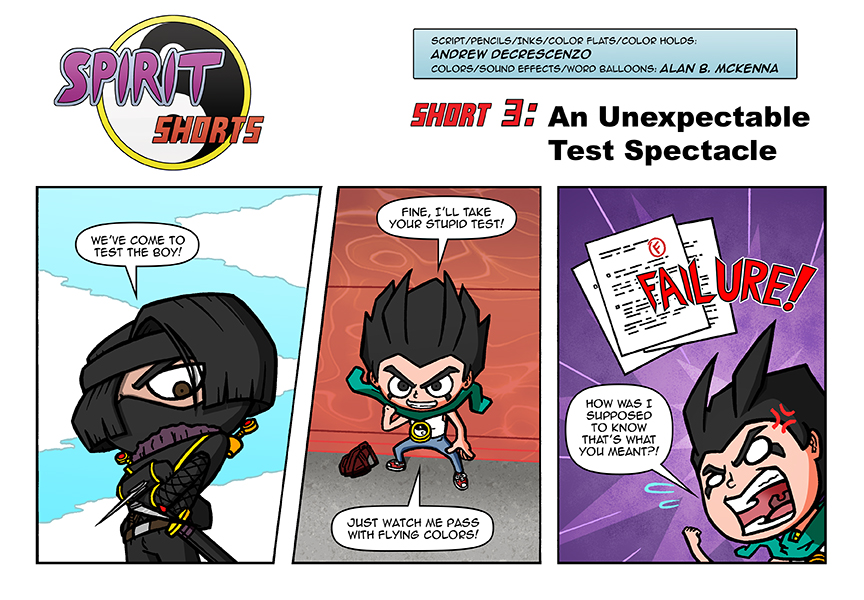 SPIRIT
SHORTS
SCRIPT/PENCILS/INKS/COLOR FLATS/COLOR HOLDS:
ANDREW DECRESCENZO
COLORS/SOUND EFFECTS/WORD BALLOONS: ALAN B. MCKENNA
SHORT 3: An Unexpectable
Test Spectacle
WE'VE COME TO
TEST THE BOY!
FINE, I'LL TAKE
YOUR STUPID TEST!
JUST WATCH ME PASS
WITH FLYING COLORS!
F
FAILURE!
HOW WAS I
SUPPOSED
TO KNOW
THAT'S WHAT
YOU MEANT?!